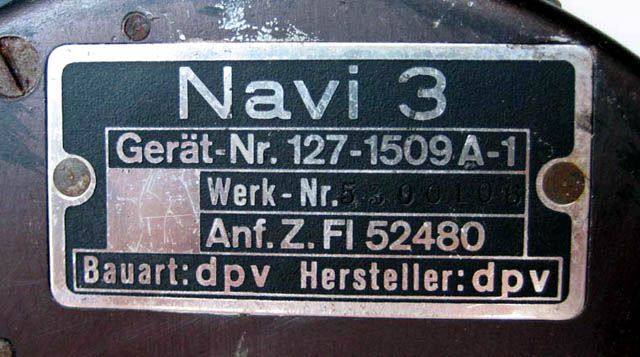 Navi 3
Gerät-Nr. 127-1509 A-1
Werk-Nr.
Anf. Z. Fl 52480
Bauart: dpv Hersteller: dpv